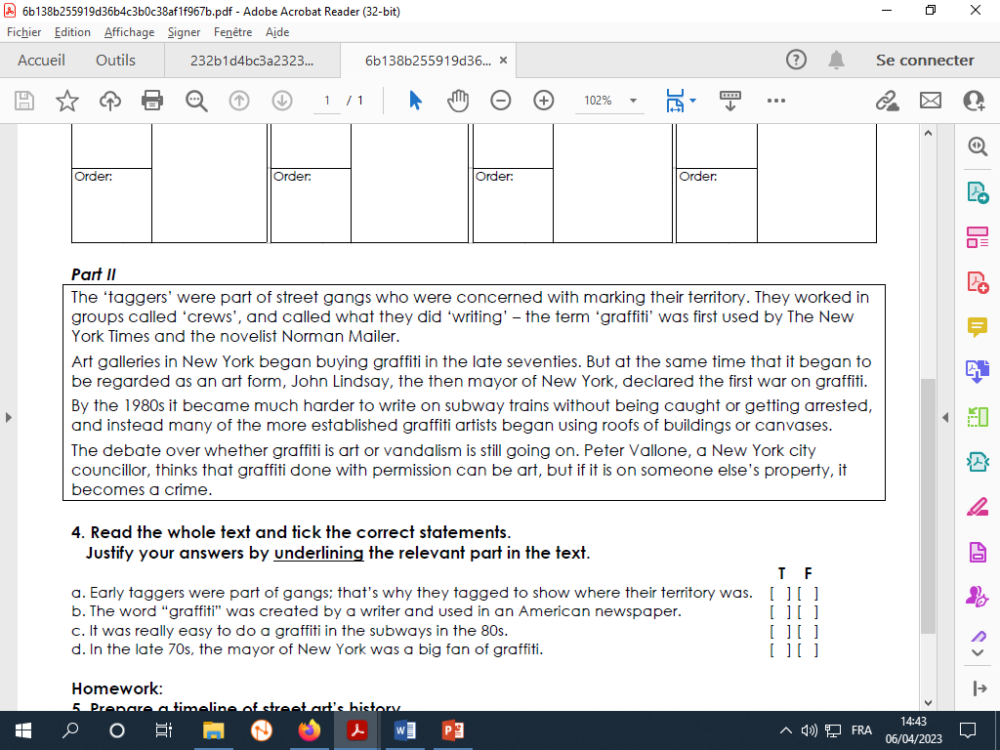 6b138b255919d36b4c3b0c38af1f967b.pdf - Adobe Acrobat Reader (32-bit)
Fichier Edition Affichage Signer Fenêtre Aide
Accueil Outils 232b1d4bc3a2323... 6b138b255919d36... × Se connecter
1 / 1 102%
Order: Order: Order: Order:
Part II
The ‘taggers’ were part of street gangs who were concerned with marking their territory. They worked in
groups called ‘crews’, and called what they did ‘writing’ – the term ‘graffiti’ was first used by The New
York Times and the novelist Norman Mailer.
Art galleries in New York began buying graffiti in the late seventies. But at the same time that it began to
be regarded as an art form, John Lindsay, the then mayor of New York, declared the first war on graffiti.
By the 1980s it became much harder to write on subway trains without being caught or getting arrested,
and instead many of the more established graffiti artists began using roofs of buildings or canvases.
The debate over whether graffiti is art or vandalism is still going on. Peter Vallone, a New York city
councillor, thinks that graffiti done with permission can be art, but if it is on someone else’s property, it
becomes a crime.
4. Read the whole text and tick the correct statements.
Justify your answers by underlining the relevant part in the text.
T F
a. Early taggers were part of gangs; that’s why they tagged to show where their territory was. [ ] [ ]
b. The word “graffiti” was created by a writer and used in an American newspaper. [ ] [ ]
c. It was really easy to do a graffiti in the subways in the 80s. [ ] [ ]
d. In the late 70s, the mayor of New York was a big fan of graffiti. [ ] [ ]
Homework:
5. Prepare a timeline of street art’s history
FRA 14:43
06/04/2023